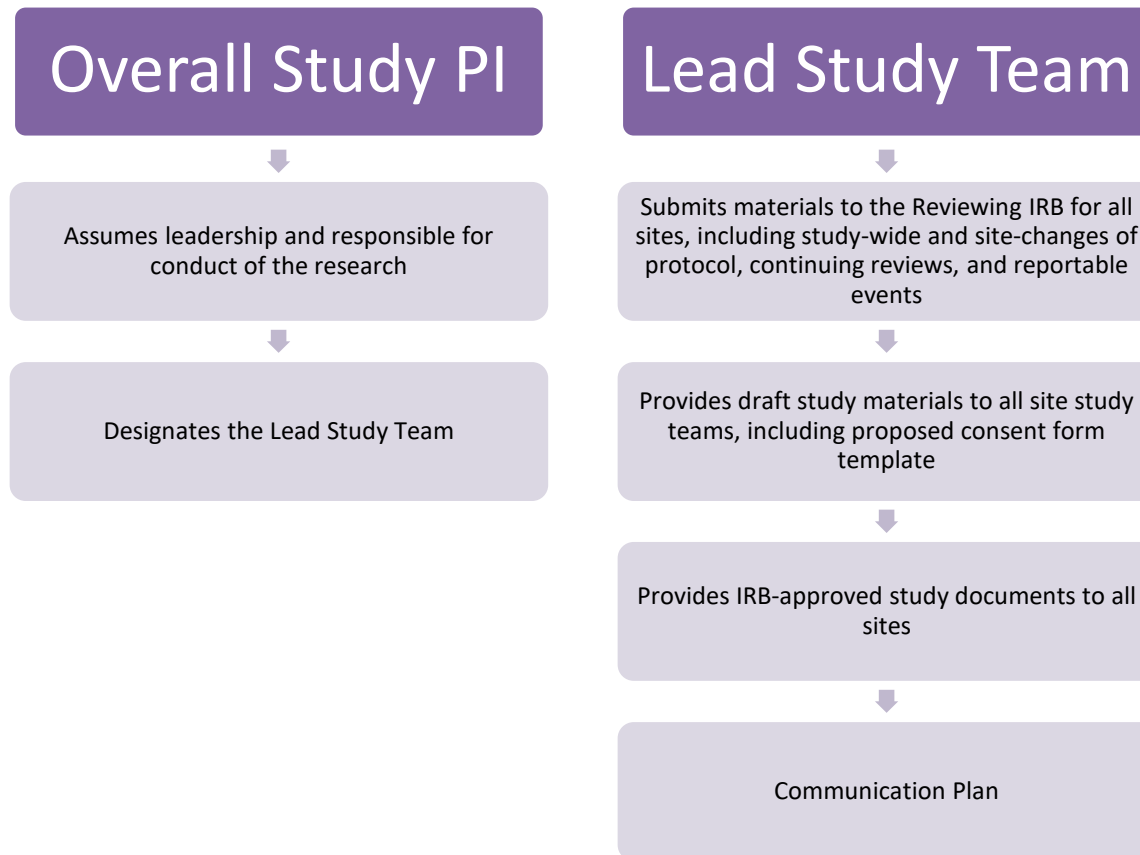 Overall Study PI
Assumes leadership and responsible for
conduct of the research
Designates the Lead Study Team
Lead Study Team
Submits materials to the Reviewing IRB for all
sites, including study-wide and site-changes of
protocol, continuing reviews, and reportable
events
Provides draft study materials to all site study
teams, including proposed consent form
template
Provides IRB-approved study documents to all
sites
Communication Plan